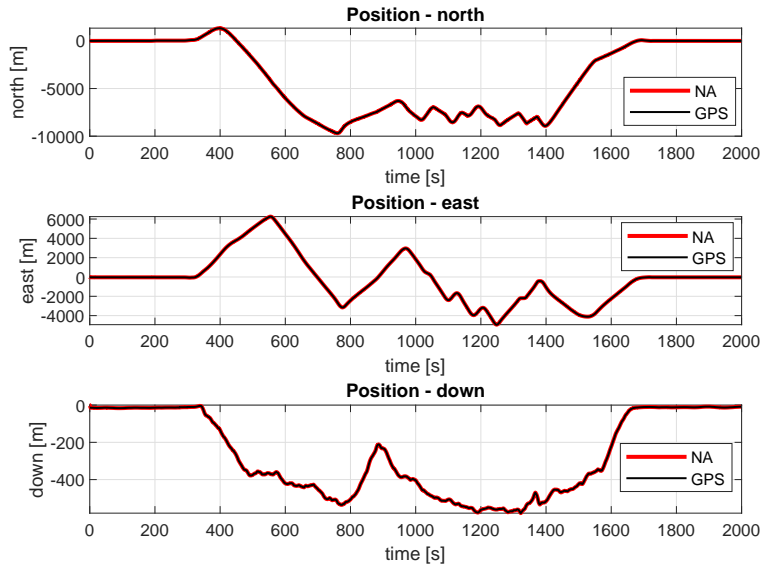 Position - north
0
-5000
-10000
north [m]
NA
GPS
0 200 400 600 800 1000 1200 1400 1600 1800 2000
time [s]
Position - east
6000
4000
2000
0
-2000
-4000
east [m]
NA
GPS
0 200 400 600 800 1000 1200 1400 1600 1800 2000
time [s]
Position - down
0
-200
-400
down [m]
NA
GPS
0 200 400 600 800 1000 1200 1400 1600 1800 2000
time [s]